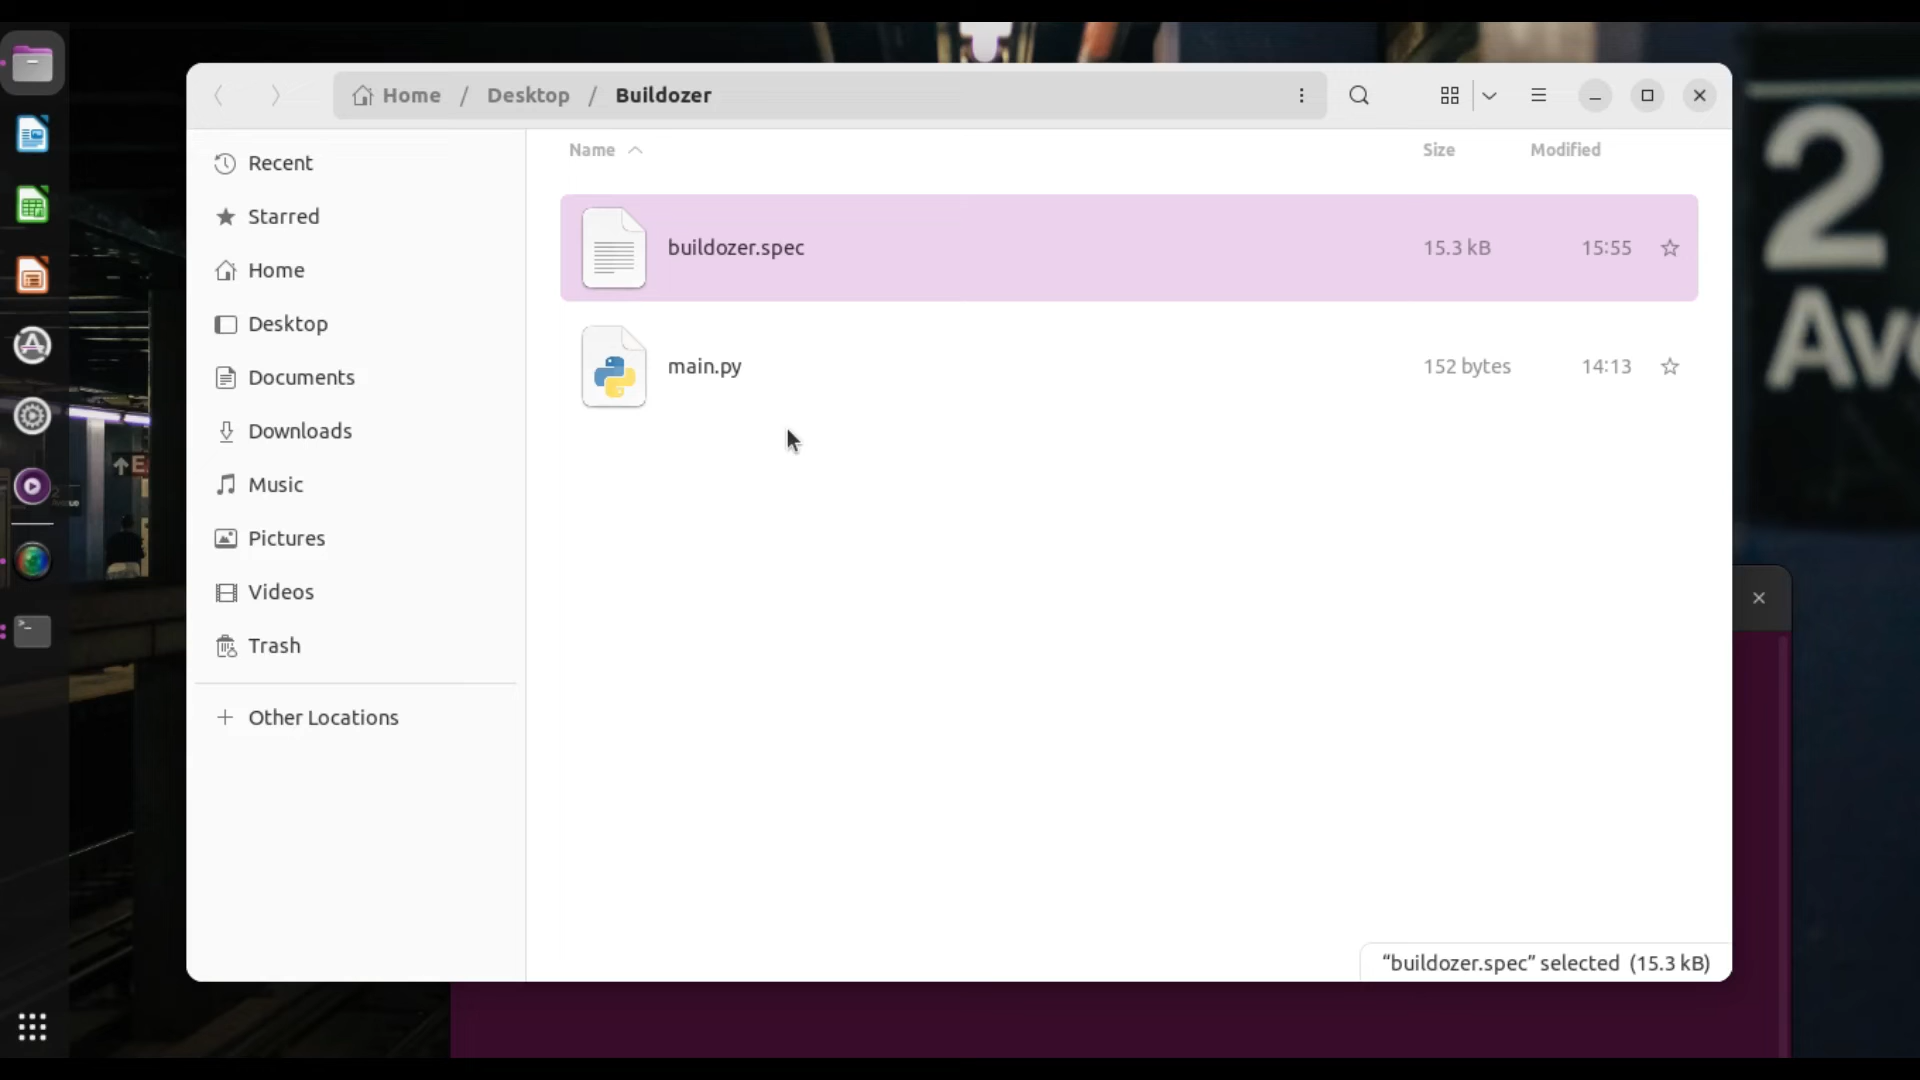 Home / Desktop / Buildozer
Name Size Modified
Recent
Starred
Home
Desktop
Documents
Downloads
Music
Pictures
Videos
Trash
Other Locations
buildozer.spec 15.3 kB 15:55
main.py 152 bytes 14:13
“buildozer.spec” selected (15.3 kB)
2
Ave